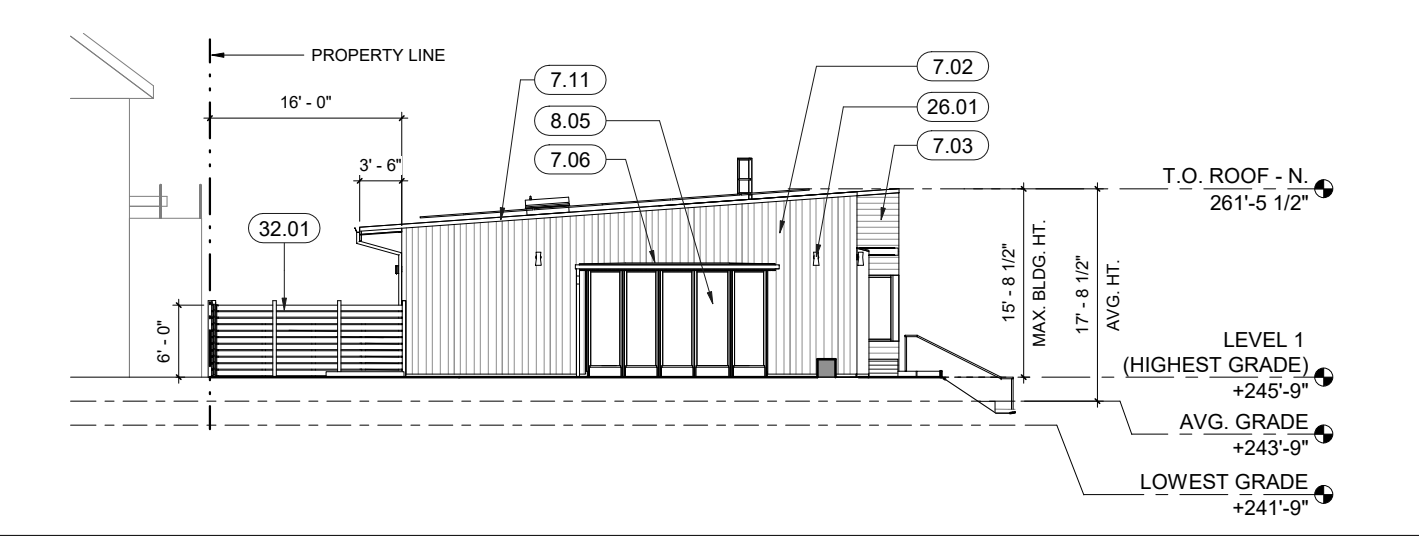 PROPERTY LINE
16' - 0"
3' - 6"
7.11
8.05
7.06
7.02
26.01
7.03
32.01
6' - 0"
15' - 8 1/2"
MAX. BLDG. HT.
17' - 8 1/2"
AVG. HT.
T.O. ROOF - N.
261'-5 1/2"
LEVEL 1
(HIGHEST GRADE)
+245'-9"
AVG. GRADE
+243'-9"
LOWEST GRADE
+241'-9"